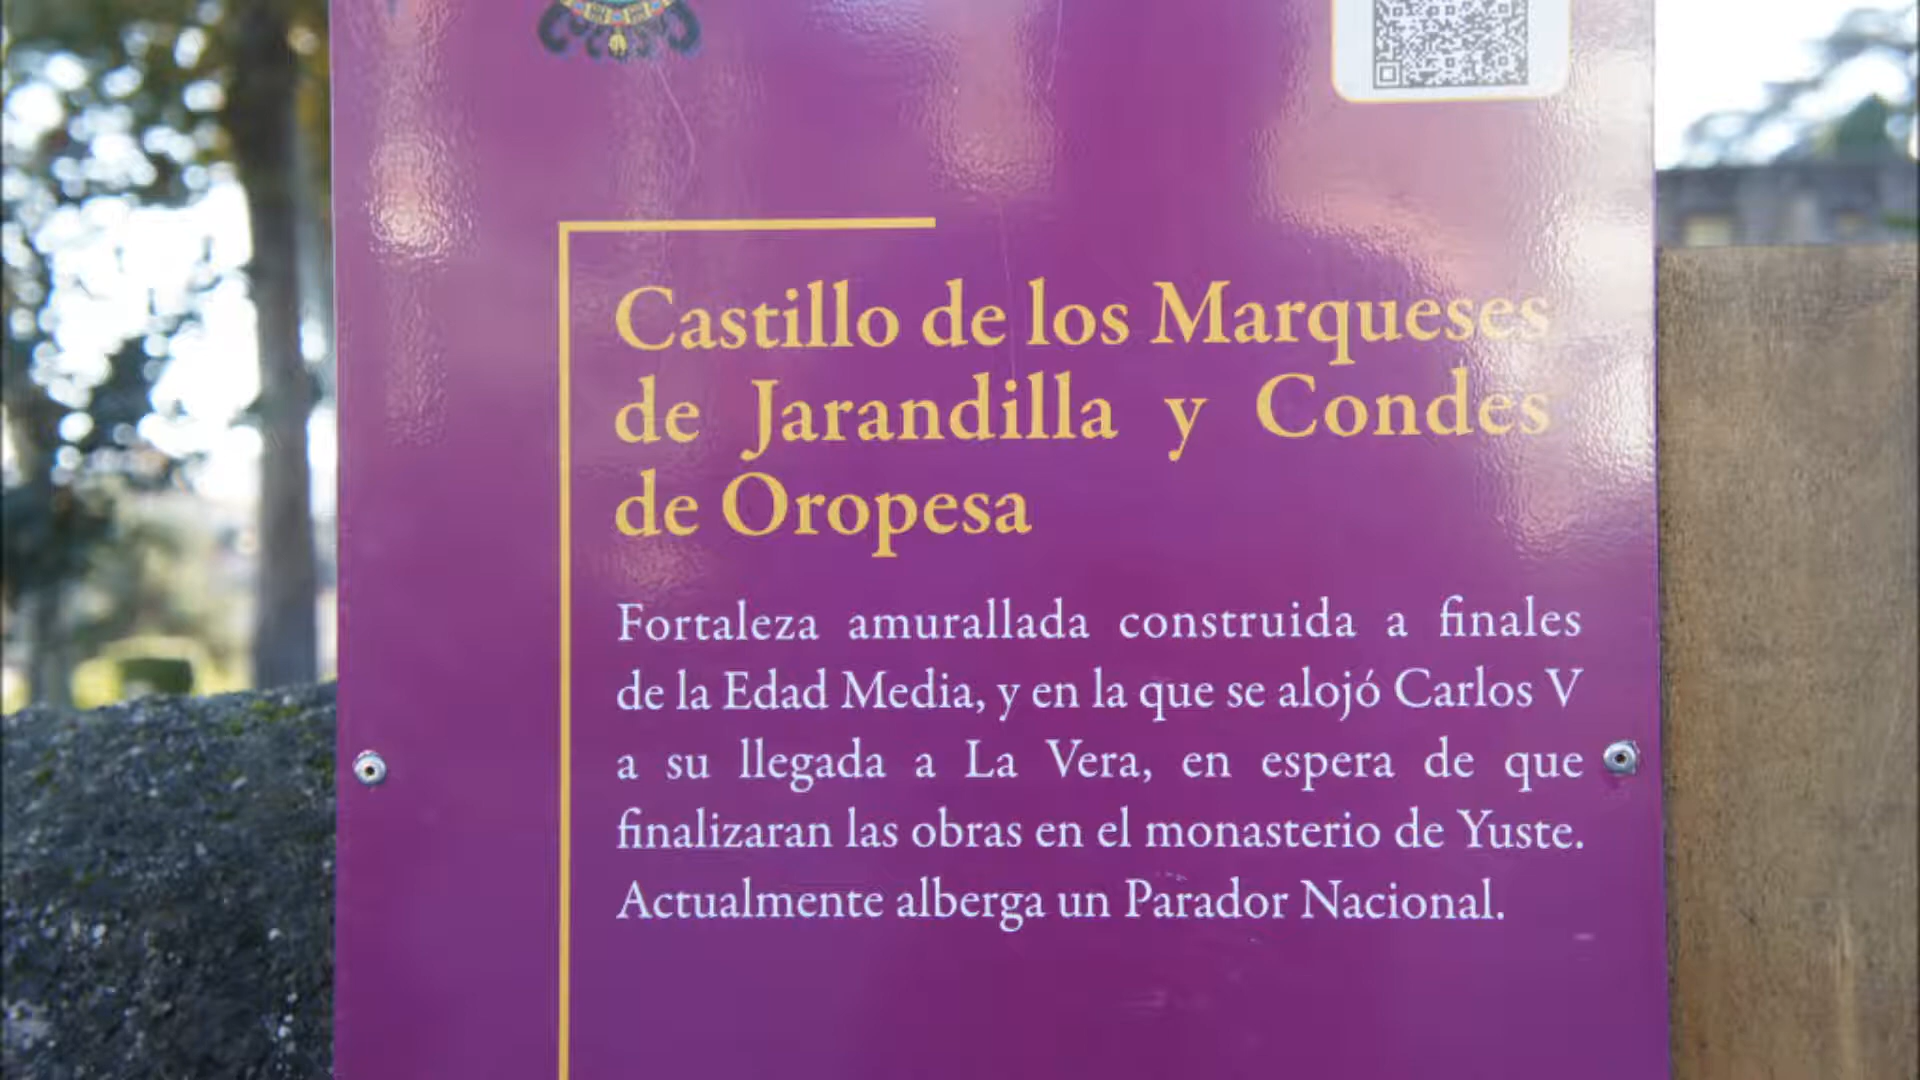 Castillo de los Marqueses
de Jarandilla y Condes
de Oropesa
Fortaleza amurallada construida a finales
de la Edad Media, y en la que se alojó Carlos V
a su llegada a La Vera, en espera de que
finalizaran las obras en el monasterio de Yuste.
Actualmente alberga un Parador Nacional.